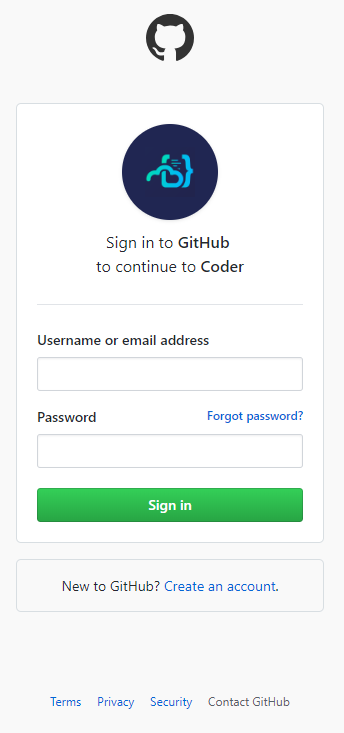 Sign in to GitHub
to continue to Coder
Username or email address
Password Forgot password?
Sign in
New to GitHub? Create an account.
Terms Privacy Security Contact GitHub